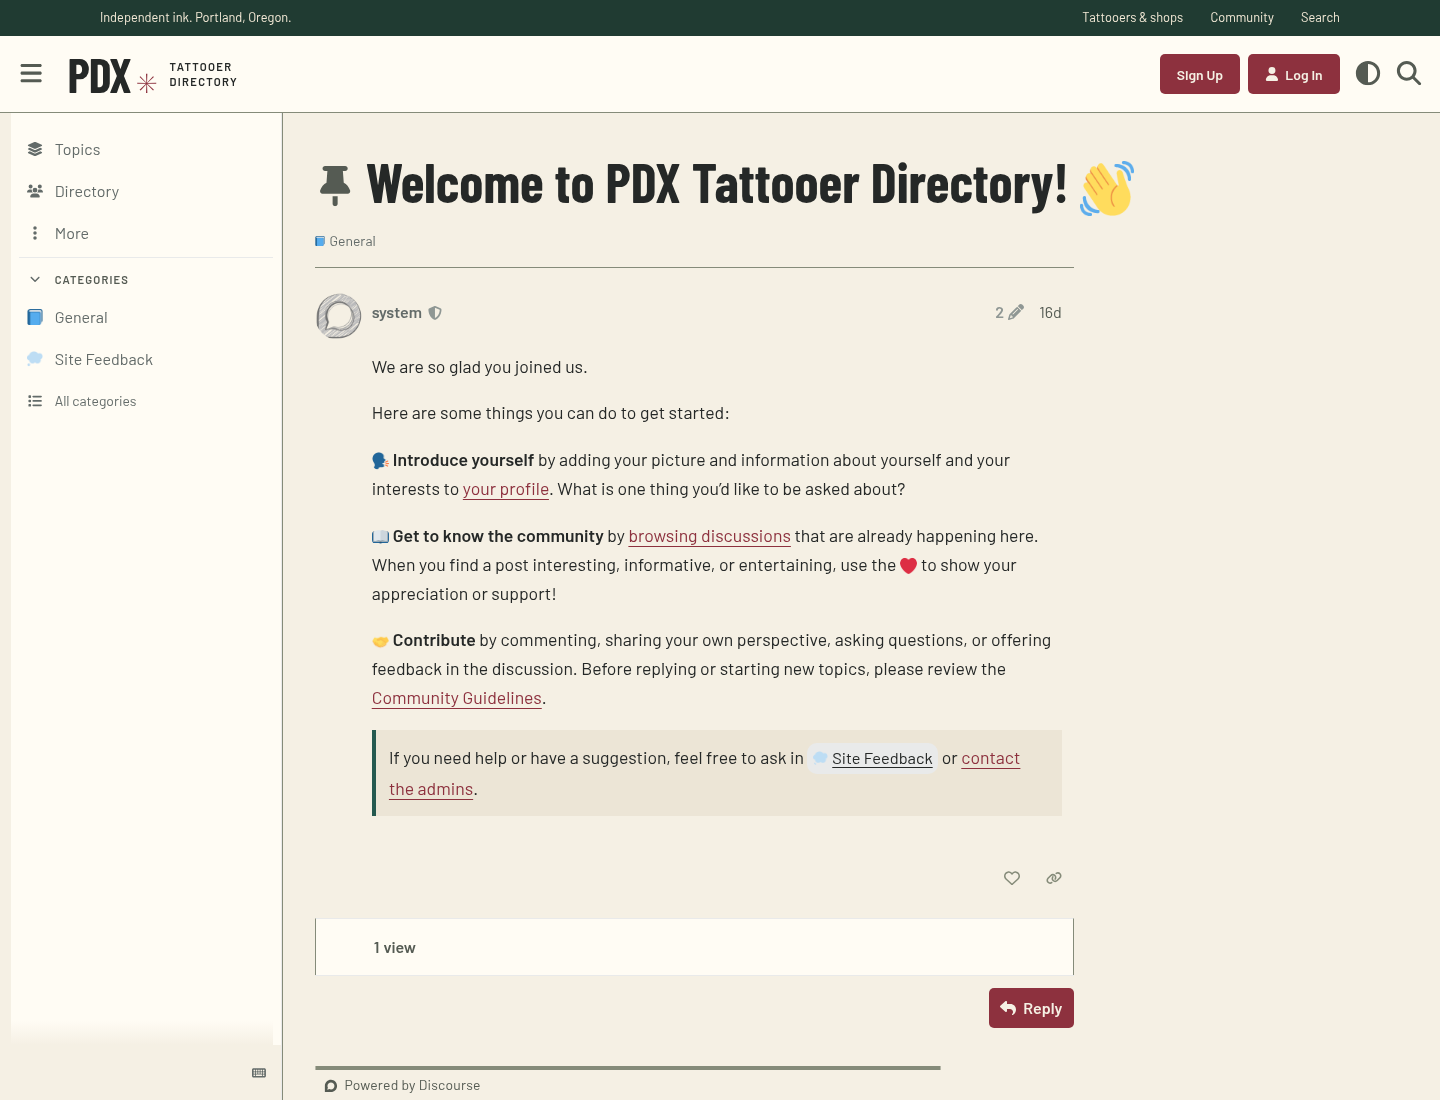 Independent ink. Portland, Oregon.
Tattooers & shops
Community
Search
PDX
TATTOOER
DIRECTORY
Sign Up
Log In
Topics
Directory
More
CATEGORIES
General
Site Feedback
All categories
Welcome to PDX Tattooer Directory!
General
system
2
16d
We are so glad you joined us.
Here are some things you can do to get started:
Introduce yourself by adding your picture and information about yourself and your
interests to your profile. What is one thing you’d like to be asked about?
Get to know the community by browsing discussions that are already happening here.
When you find a post interesting, informative, or entertaining, use the to show your
appreciation or support!
Contribute by commenting, sharing your own perspective, asking questions, or offering
feedback in the discussion. Before replying or starting new topics, please review the
Community Guidelines.
If you need help or have a suggestion, feel free to ask in Site Feedback or contact
the admins.
1 view
Reply
Powered by Discourse